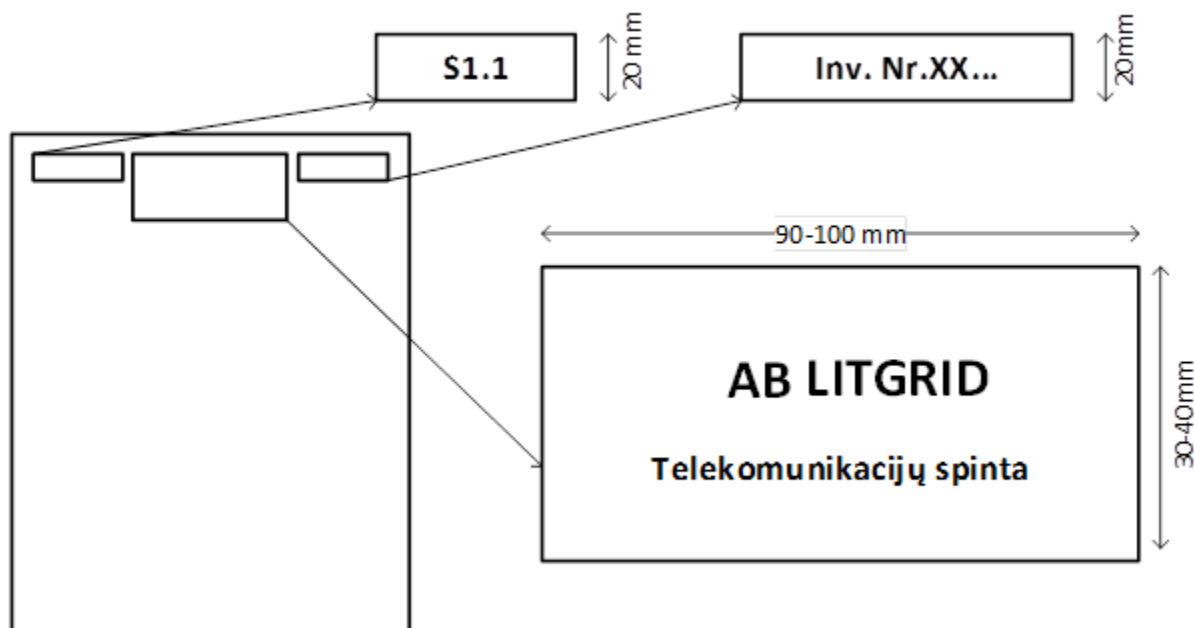 S1.1
20 mm
Inv. Nr.XX...
20mm
90-100 mm
AB LITGRID
Telekomunikacijų spinta
30-40mm